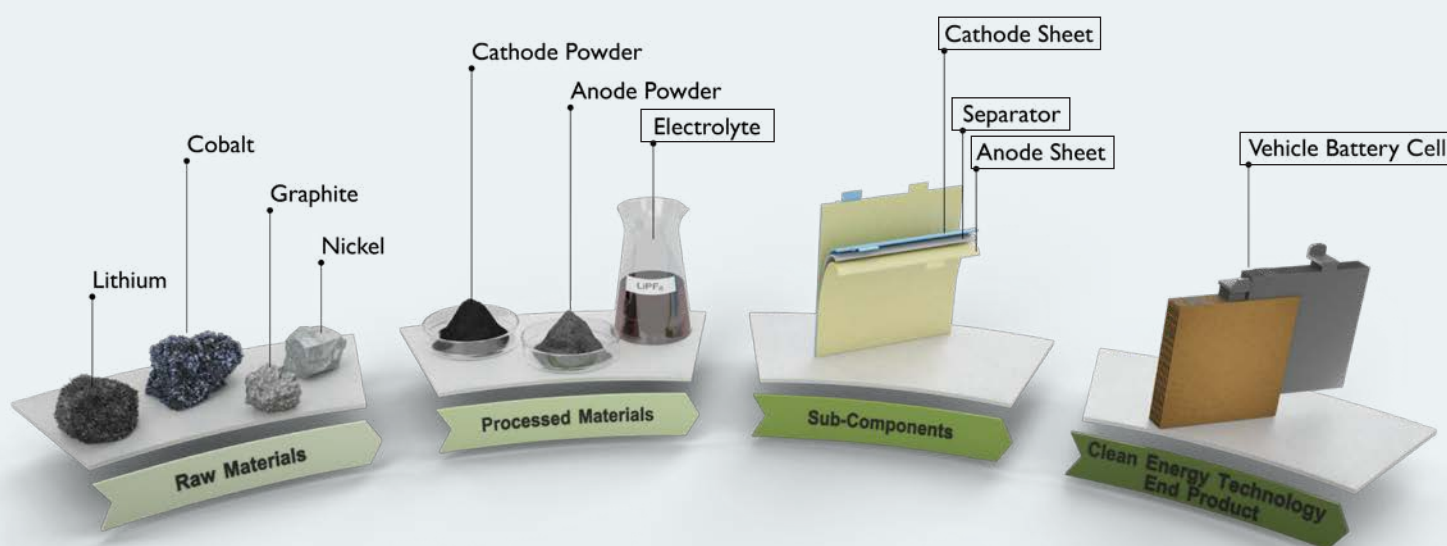 Cathode Sheet
Cathode Powder
Anode Powder
Separator
Electrolyte
Cobalt
Anode Sheet
Vehicle Battery Cell
Graphite
Nickel
Lithium
LiPF₆
Raw Materials
Processed Materials
Sub-Components
Clean Energy Technology
End Product